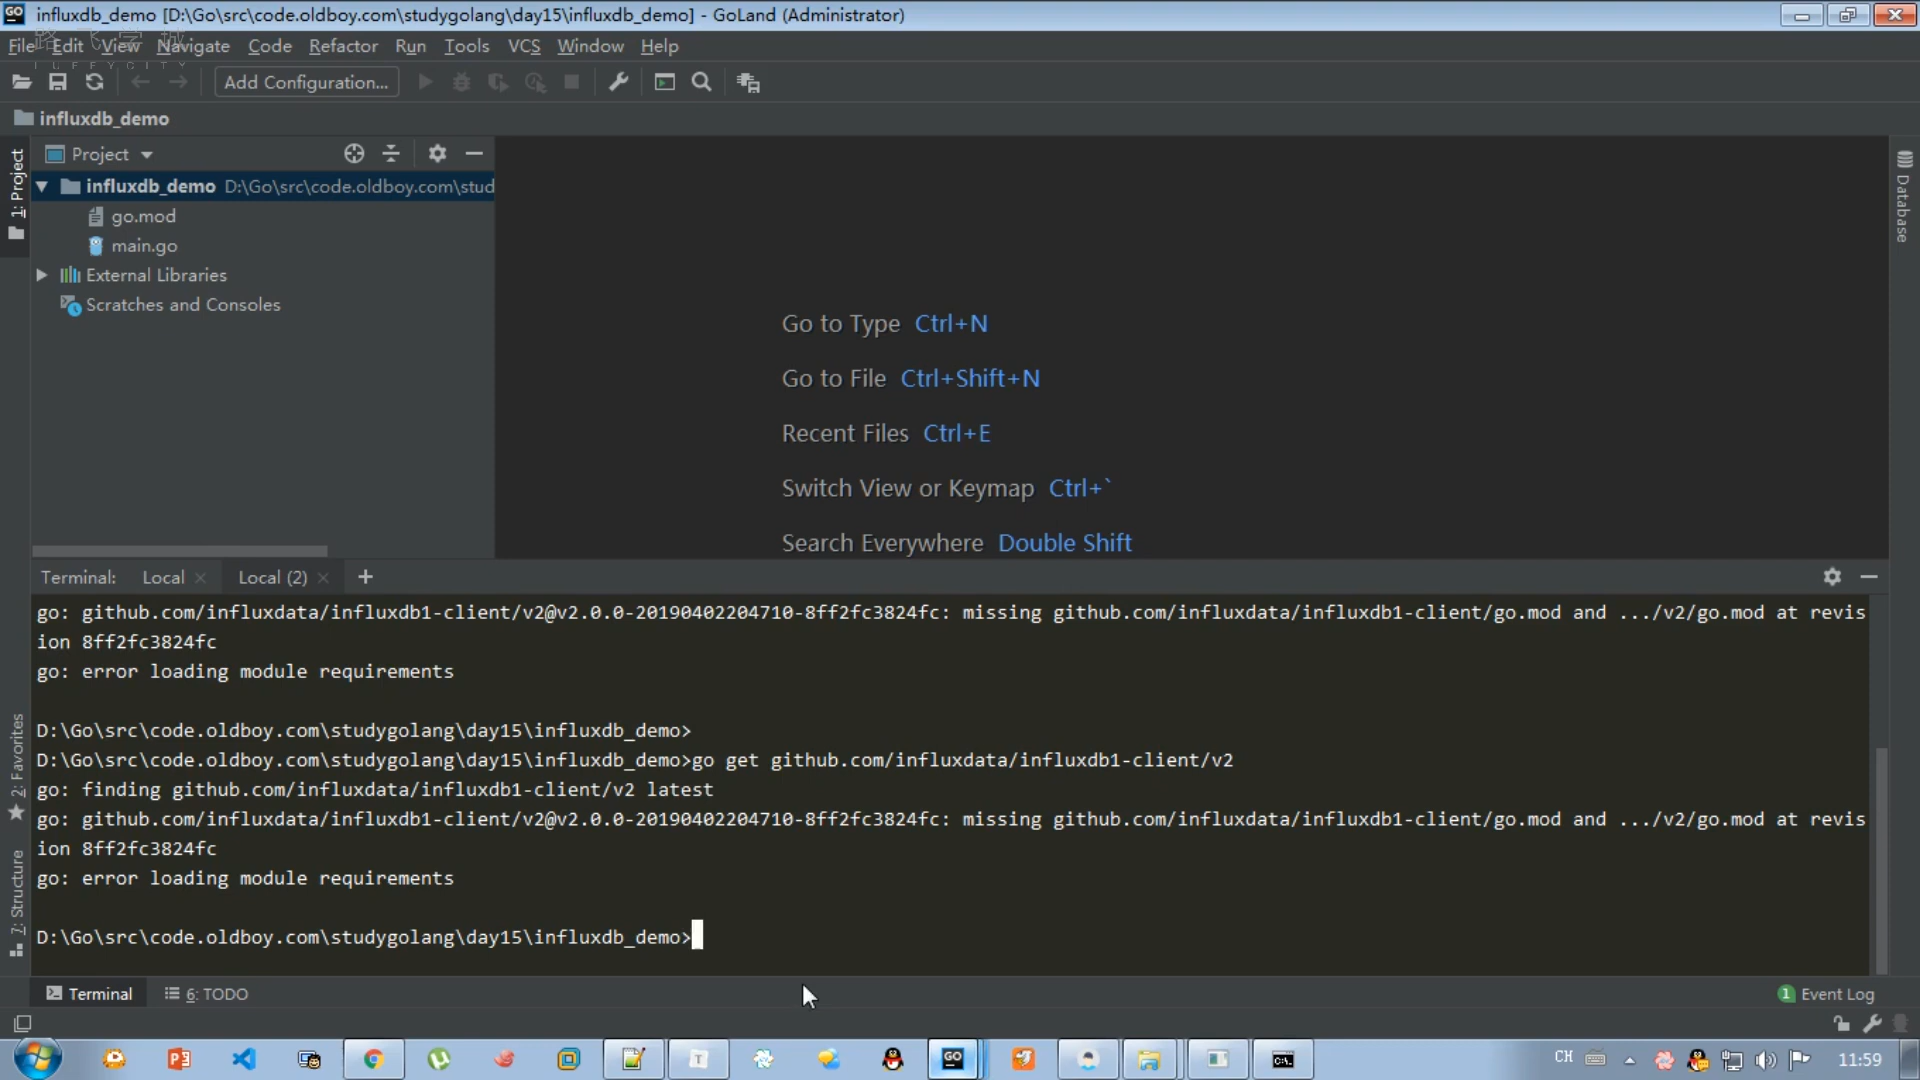 influxdb_demo [D:\Go\src\code.oldboy.com\studygolang\day15\influxdb_demo] - GoLand (Administrator)
File Edit View Navigate Code Refactor Run Tools VCS Window Help
路飞学城
LUFFYCITY
Add Configuration...
influxdb_demo
1: Project
Project
influxdb_demo D:\Go\src\code.oldboy.com\stud
go.mod
main.go
External Libraries
Scratches and Consoles
Database
Go to Type Ctrl+N
Go to File Ctrl+Shift+N
Recent Files Ctrl+E
Switch View or Keymap Ctrl+`
Search Everywhere Double Shift
Terminal: Local Local (2)
go: github.com/influxdata/influxdb1-client/v2@v2.0.0-20190402204710-8ff2fc3824fc: missing github.com/influxdata/influxdb1-client/go.mod and .../v2/go.mod at revis
ion 8ff2fc3824fc
go: error loading module requirements
D:\Go\src\code.oldboy.com\studygolang\day15\influxdb_demo>
D:\Go\src\code.oldboy.com\studygolang\day15\influxdb_demo>go get github.com/influxdata/influxdb1-client/v2
go: finding github.com/influxdata/influxdb1-client/v2 latest
go: github.com/influxdata/influxdb1-client/v2@v2.0.0-20190402204710-8ff2fc3824fc: missing github.com/influxdata/influxdb1-client/go.mod and .../v2/go.mod at revis
ion 8ff2fc3824fc
go: error loading module requirements
D:\Go\src\code.oldboy.com\studygolang\day15\influxdb_demo>
2: Favorites
7: Structure
Terminal
6: TODO
1 Event Log
CH
11:59